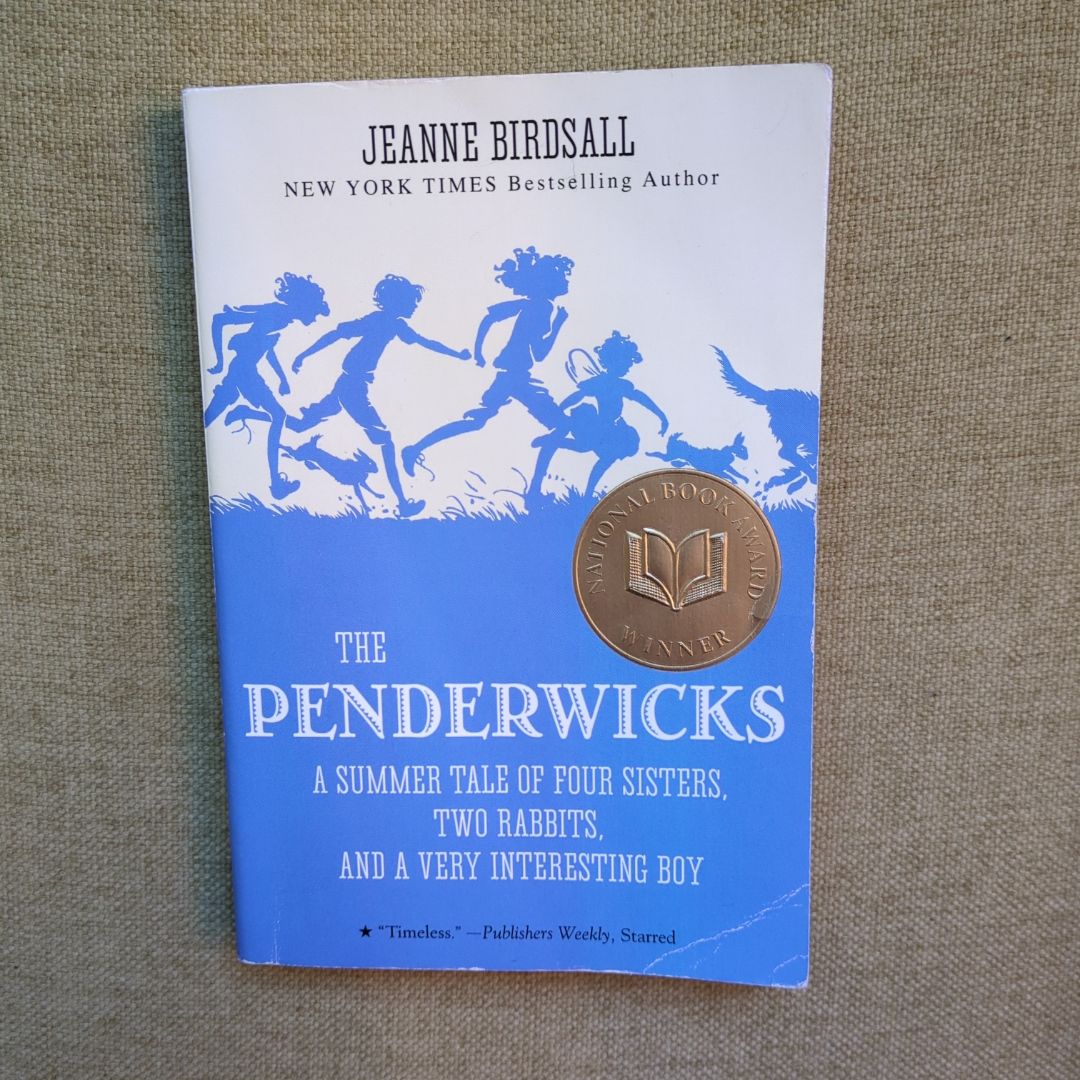 JEANNE BIRDSALL
NEW YORK TIMES Bestselling Author
NATIONAL BOOK AWARD
WINNER
THE
PENDERWICKS
A SUMMER TALE OF FOUR SISTERS,
TWO RABBITS,
AND A VERY INTERESTING BOY
★ “Timeless.” —Publishers Weekly, Starred